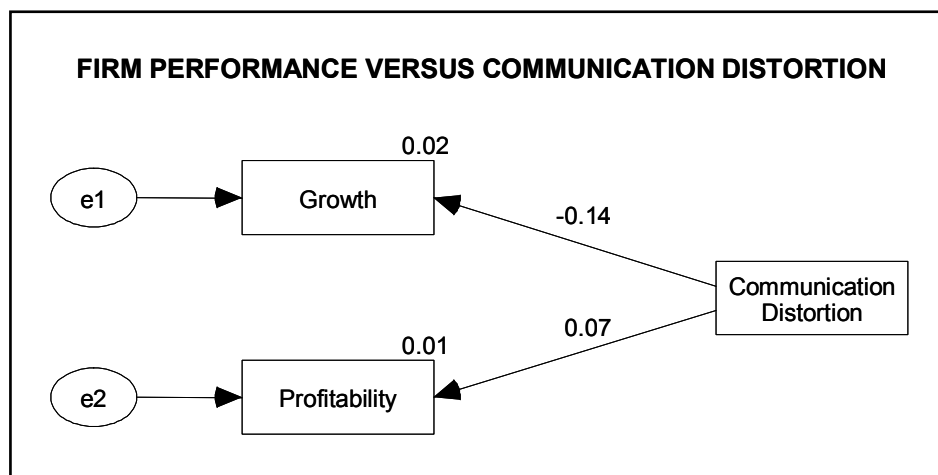 FIRM PERFORMANCE VERSUS COMMUNICATION DISTORTION
0.02
e1
Growth
-0.14
Communication
Distortion
0.07
0.01
e2
Profitability